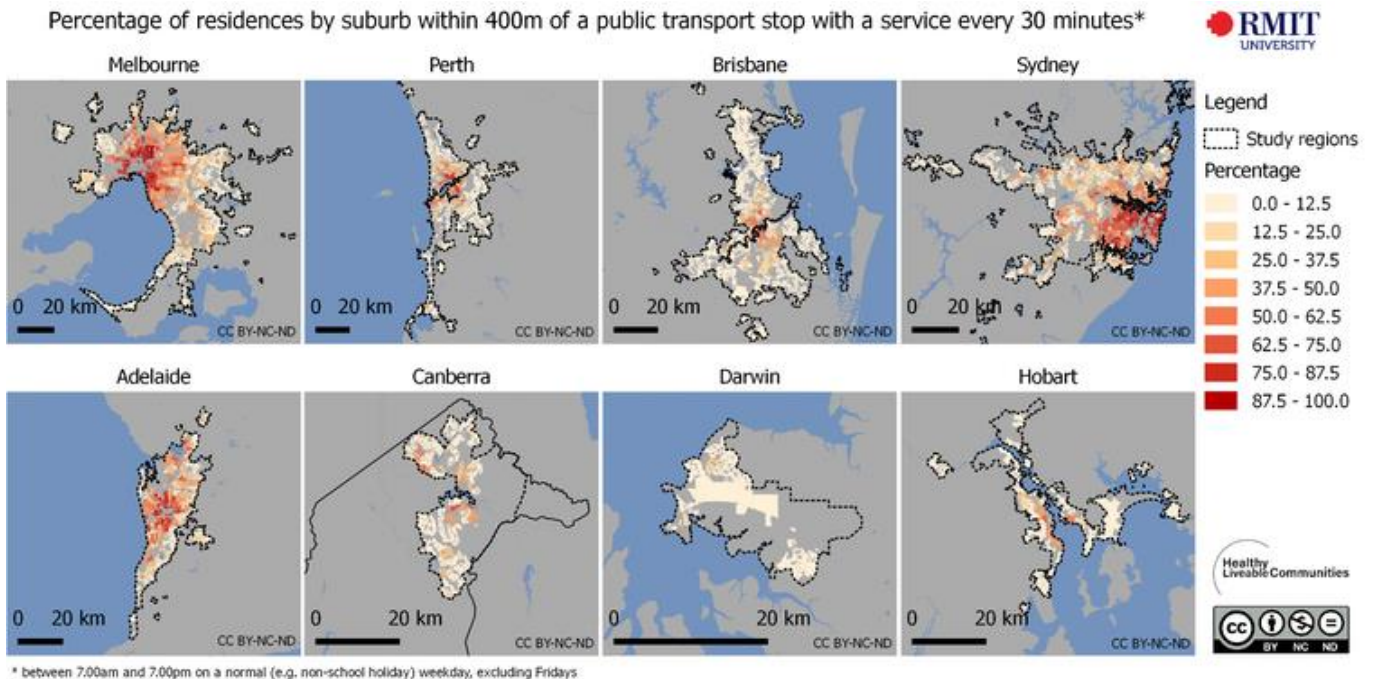 Percentage of residences by suburb within 400m of a public transport stop with a service every 30 minutes*
RMIT
UNIVERSITY
Melbourne
Perth
Brisbane
Sydney
0 20 km
CC BY-NC-ND
0 20 km
CC BY-NC-ND
0 20 km
CC BY-NC-ND
0 20 km
CC BY-NC-ND
Legend
Study regions
Percentage
0.0 - 12.5
12.5 - 25.0
25.0 - 37.5
37.5 - 50.0
50.0 - 62.5
62.5 - 75.0
75.0 - 87.5
87.5 - 100.0
Adelaide
Canberra
Darwin
Hobart
0 20 km
CC BY-NC-ND
0 20 km
CC BY-NC-ND
0 20 km
CC BY-NC-ND
0 20 km
CC BY-NC-ND
Healthy
Liveable Communities
CC
BY NC ND
* between 7.00am and 7.00pm on a normal (e.g. non-school holiday) weekday, excluding Fridays